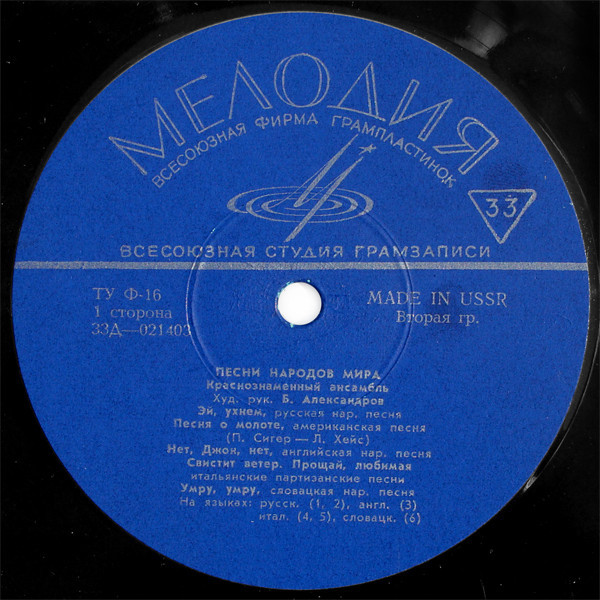 МЕЛОДИЯ
ВСЕСОЮЗНАЯ ФИРМА ГРАМПЛАСТИНОК
33
ВСЕСОЮЗНАЯ СТУДИЯ ГРАМЗАПИСИ
ТУ Ф-16
1 сторона
33Д—021403
MADE IN USSR
Вторая гр.
ПЕСНИ НАРОДОВ МИРА
Краснознаменный ансамбль
Худ. рук. Б. Александров
Эй, ухнем, русская нар. песня
Песня о молоте, американская песня
(П. Сигер — Л. Хейс)
Нет, Джон, нет, английская нар. песня
Свистит ветер. Прощай, любимая
итальянские партизанские песни
Умру, умру, словацкая нар. песня
На языках: русск. (1, 2), англ. (3)
итал. (4, 5), словацк. (6)